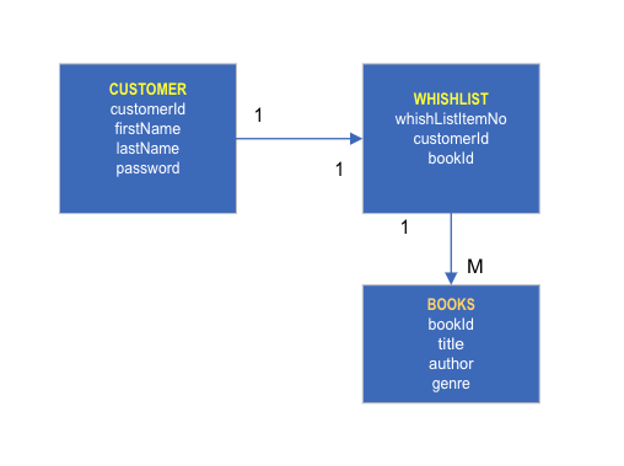 CUSTOMER
customerId
firstName
lastName
password
1
1
WHISHLIST
whishListItemNo
customerId
bookId
1
M
BOOKS
bookId
title
author
genre